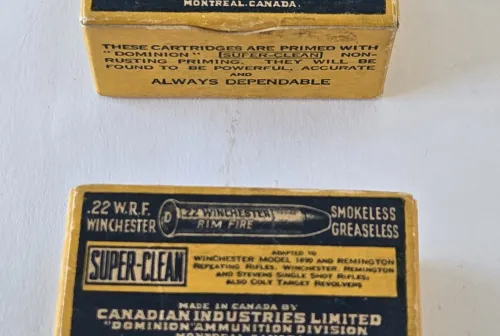 MONTREAL, CANADA.
THESE CARTRIDGES ARE PRIMED WITH
"DOMINION" SUPER-CLEAN NON-
RUSTING PRIMING. THEY WILL BE
FOUND TO BE POWERFUL, ACCURATE
AND
ALWAYS DEPENDABLE
.22 W.R.F.
WINCHESTER
D
.22 WINCHESTER
RIM FIRE
SMOKELESS
GREASELESS
SUPER-CLEAN
ADAPTED TO
WINCHESTER MODEL 1890 AND REMINGTON
REPEATING RIFLES, WINCHESTER, REMINGTON
AND STEVENS SINGLE SHOT RIFLES;
ALSO COLT TARGET REVOLVERS
MADE IN CANADA BY
CANADIAN INDUSTRIES LIMITED
"DOMINION" AMMUNITION DIVISION